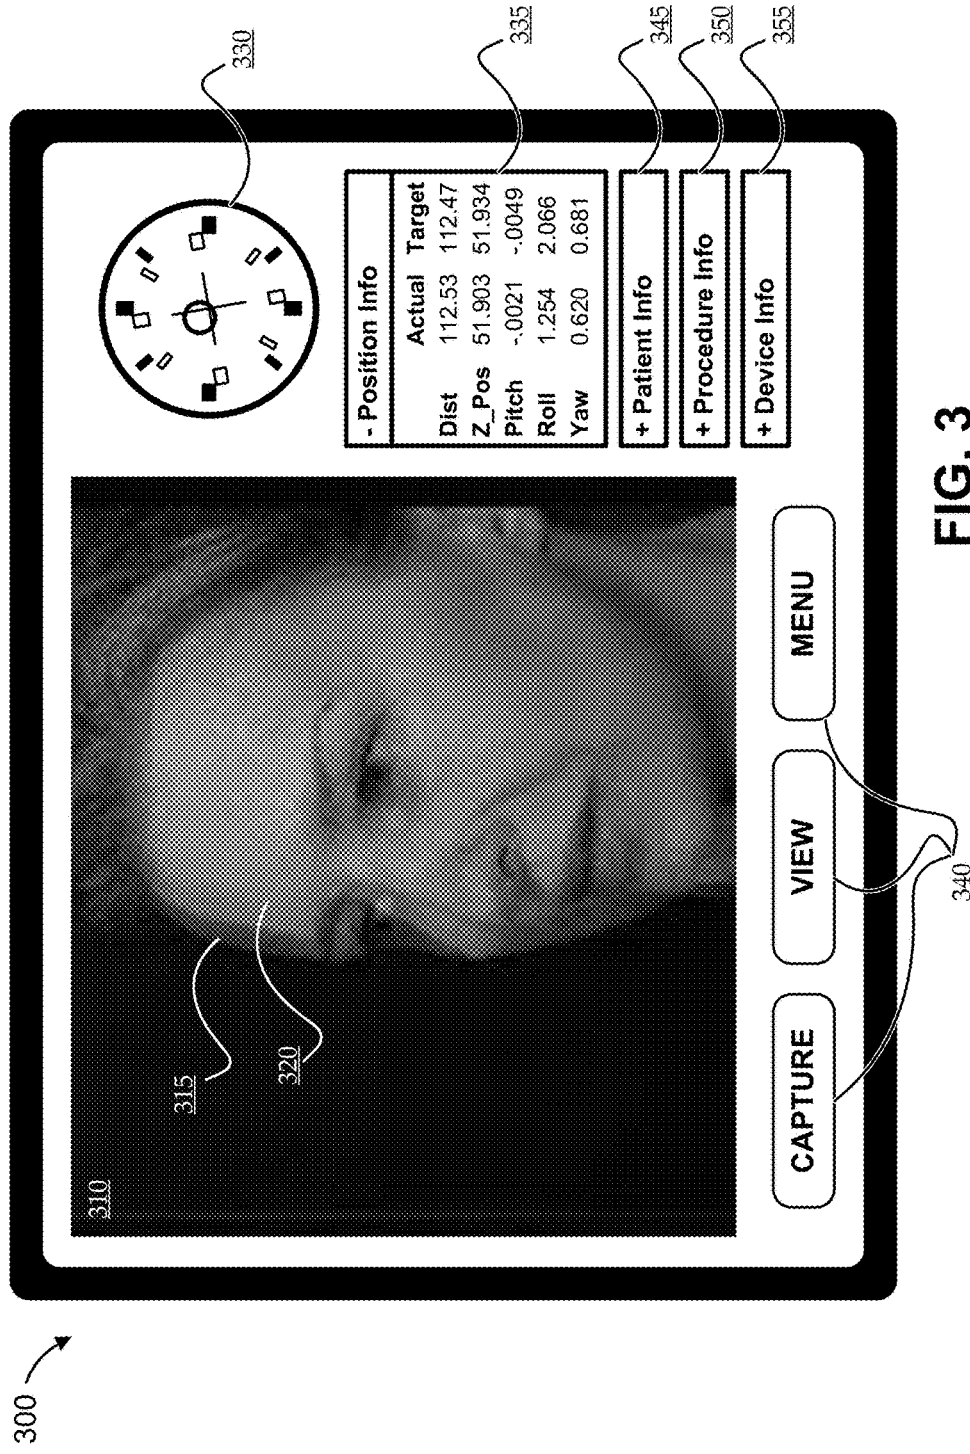 300
310
315
320
330
- Position Info
Actual Target
Dist 112.53 112.47
Z_Pos 51.903 51.934
Pitch -.0021 -.0049
Roll 1.254 2.066
Yaw 0.620 0.681
335
+ Patient Info
345
+ Procedure Info
350
+ Device Info
355
CAPTURE VIEW MENU
340
FIG. 3